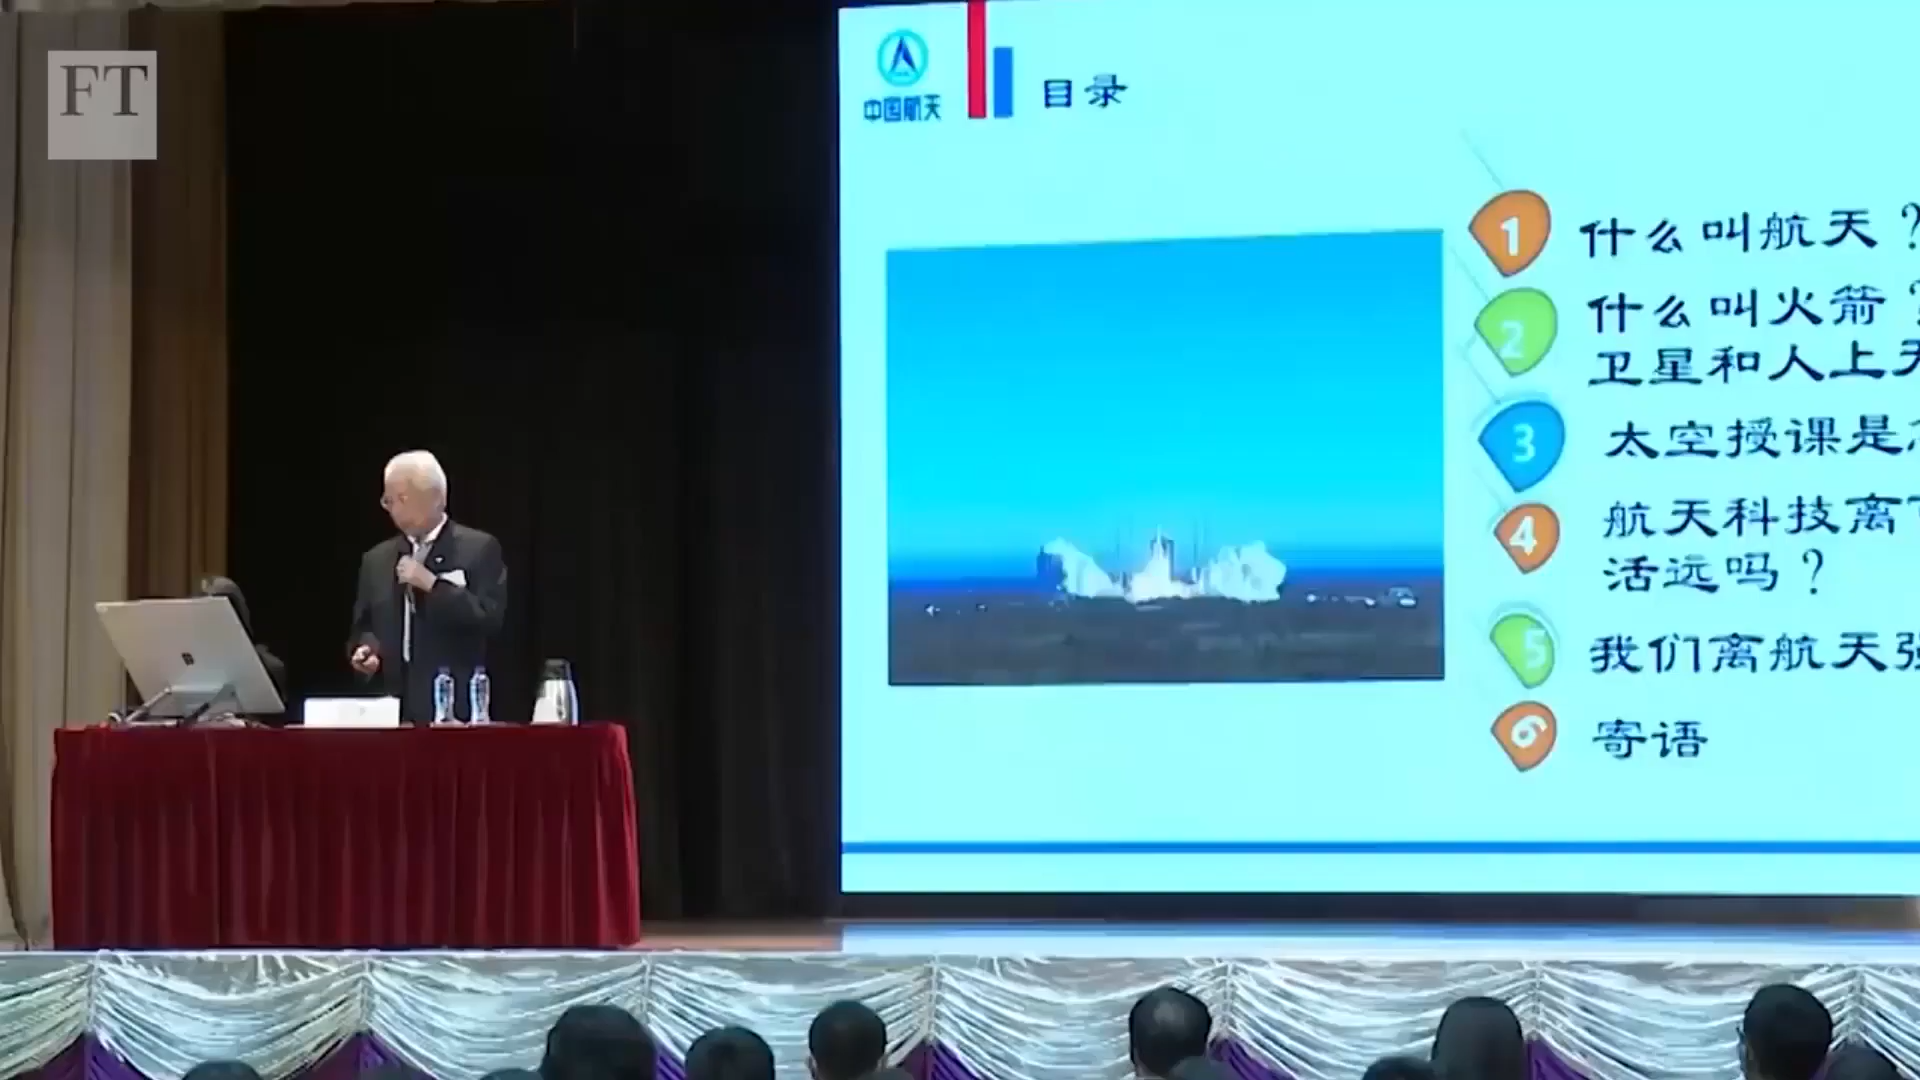 FT
中国航天
目录
1 什么叫航天？
2 什么叫火箭？
卫星和人上天
3 太空授课是
4 航天科技离
活远吗？
5 我们离航天强
6 寄语